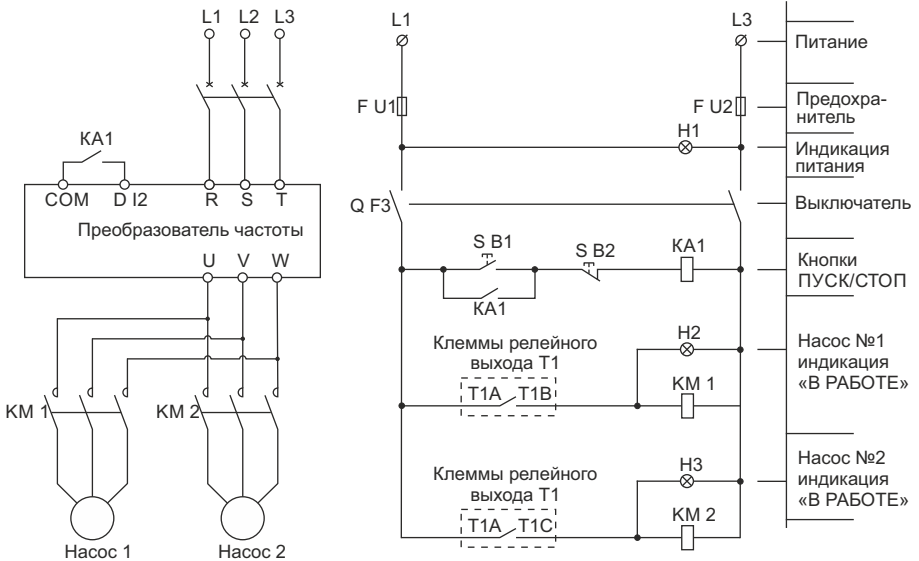 L1 L2 L3
KA1
COM D I2 R S T
Преобразователь частоты
U V W
KM 1
KM 2
Насос 1
Насос 2
L1
L3
F U1
F U2
H1
Q F3
S B1
S B2
KA1
KA1
Клеммы релейного
выхода Т1
T1A T1B
H2
KM 1
Клеммы релейного
выхода Т1
T1A T1C
H3
KM 2
Питание
Предохра-
нитель
Индикация
питания
Выключатель
Кнопки
ПУСК/СТОП
Насос №1
индикация
«В РАБОТЕ»
Насос №2
индикация
«В РАБОТЕ»